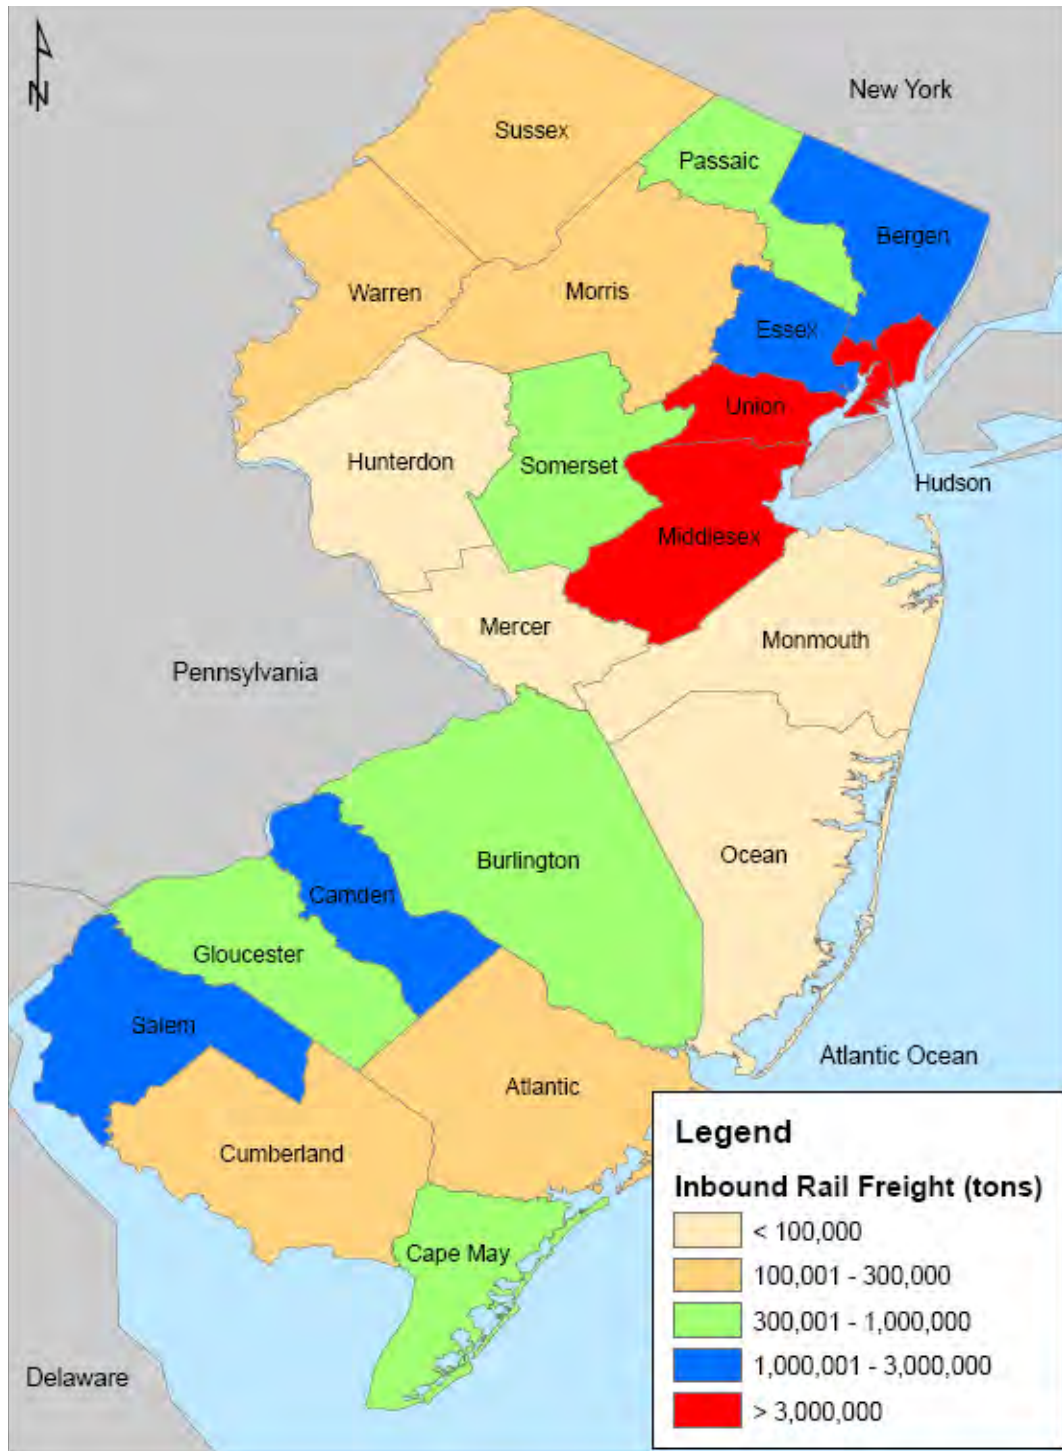 N
New York
Sussex
Passaic
Bergen
Warren
Morris
Essex
Union
Hunterdon
Somerset
Hudson
Middlesex
Mercer
Monmouth
Pennsylvania
Ocean
Burlington
Camden
Gloucester
Salem
Atlantic Ocean
Atlantic
Cumberland
Cape May
Delaware
Legend
Inbound Rail Freight (tons)
< 100,000
100,001 - 300,000
300,001 - 1,000,000
1,000,001 - 3,000,000
> 3,000,000